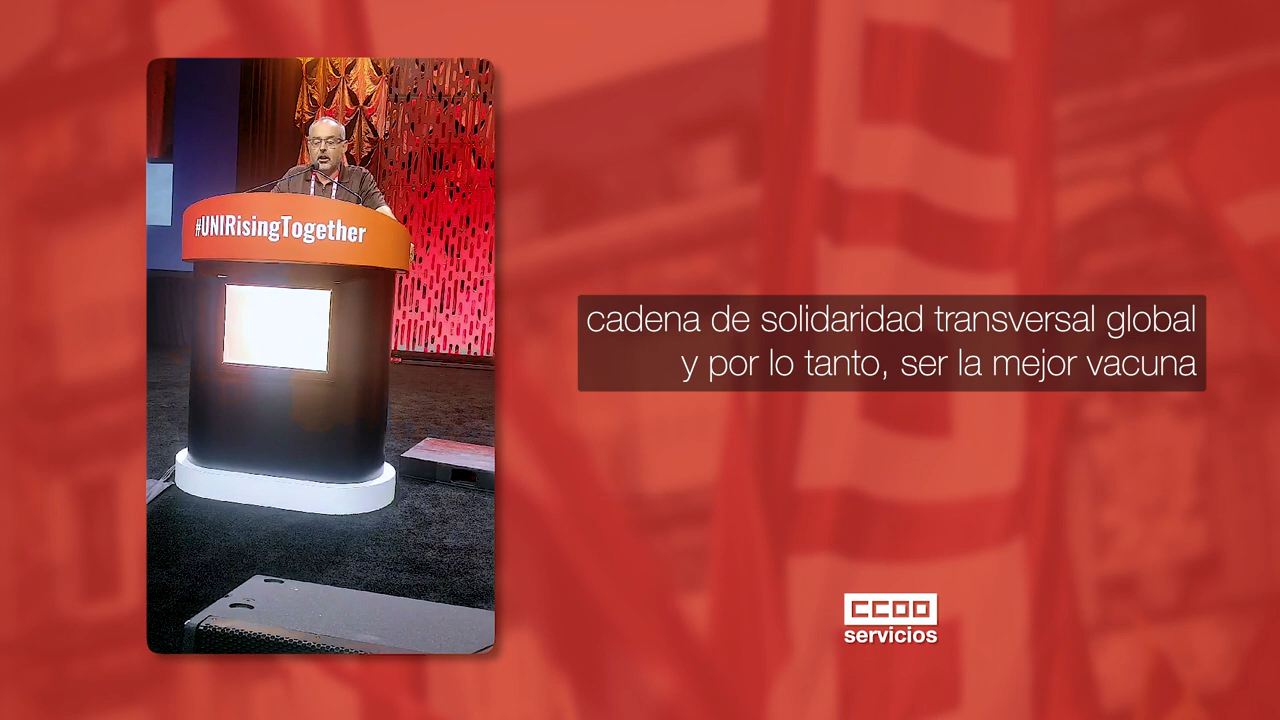 #UNIRisingTogether
cadena de solidaridad transversal global
y por lo tanto, ser la mejor vacuna
CCOO
servicios